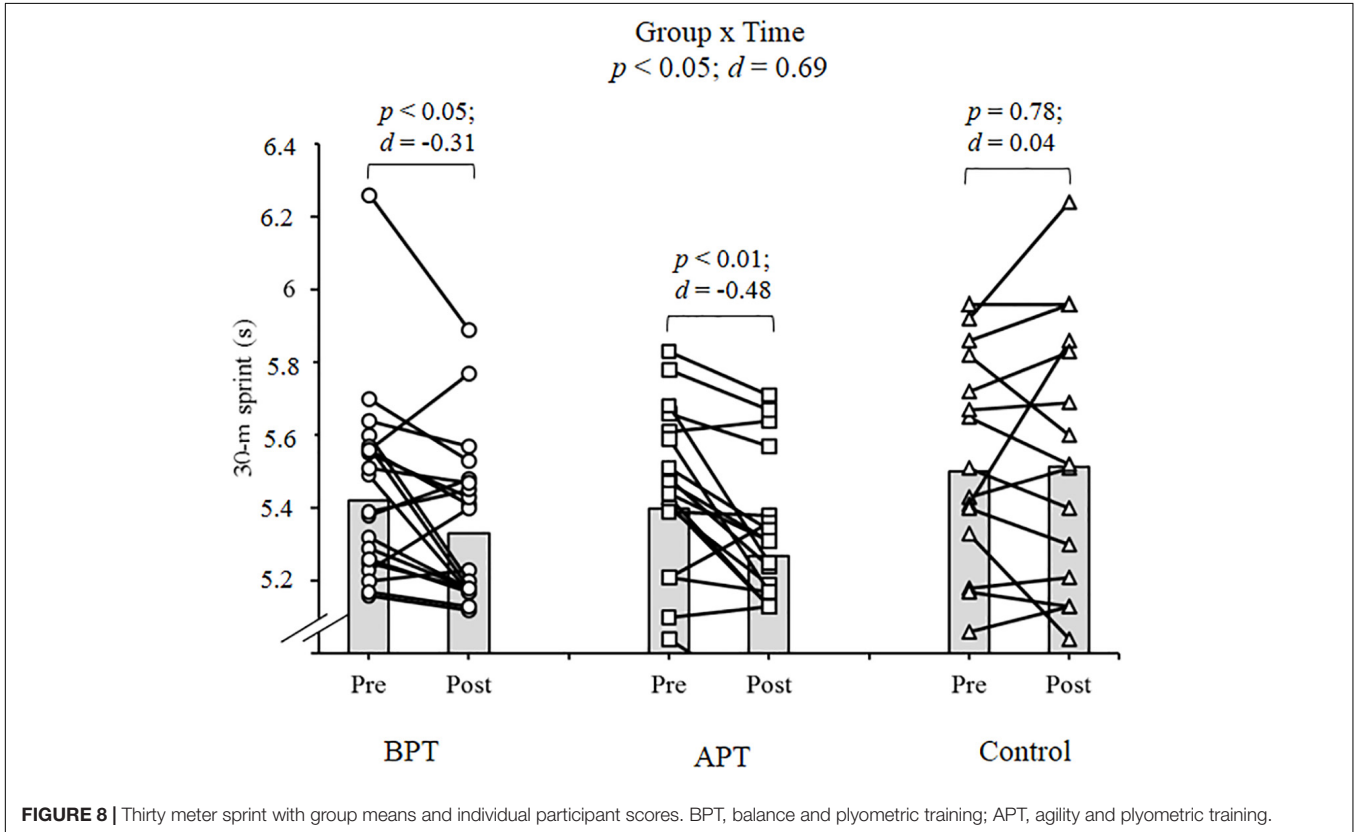 Group x Time
p < 0.05; d = 0.69
p < 0.05;
d = -0.31
p < 0.01;
d = -0.48
p = 0.78;
d = 0.04
30-m sprint (s)
6.4
6.2
6
5.8
5.6
5.4
5.2
Pre Post Pre Post Pre Post
BPT APT Control
FIGURE 8 | Thirty meter sprint with group means and individual participant scores. BPT, balance and plyometric training; APT, agility and plyometric training.